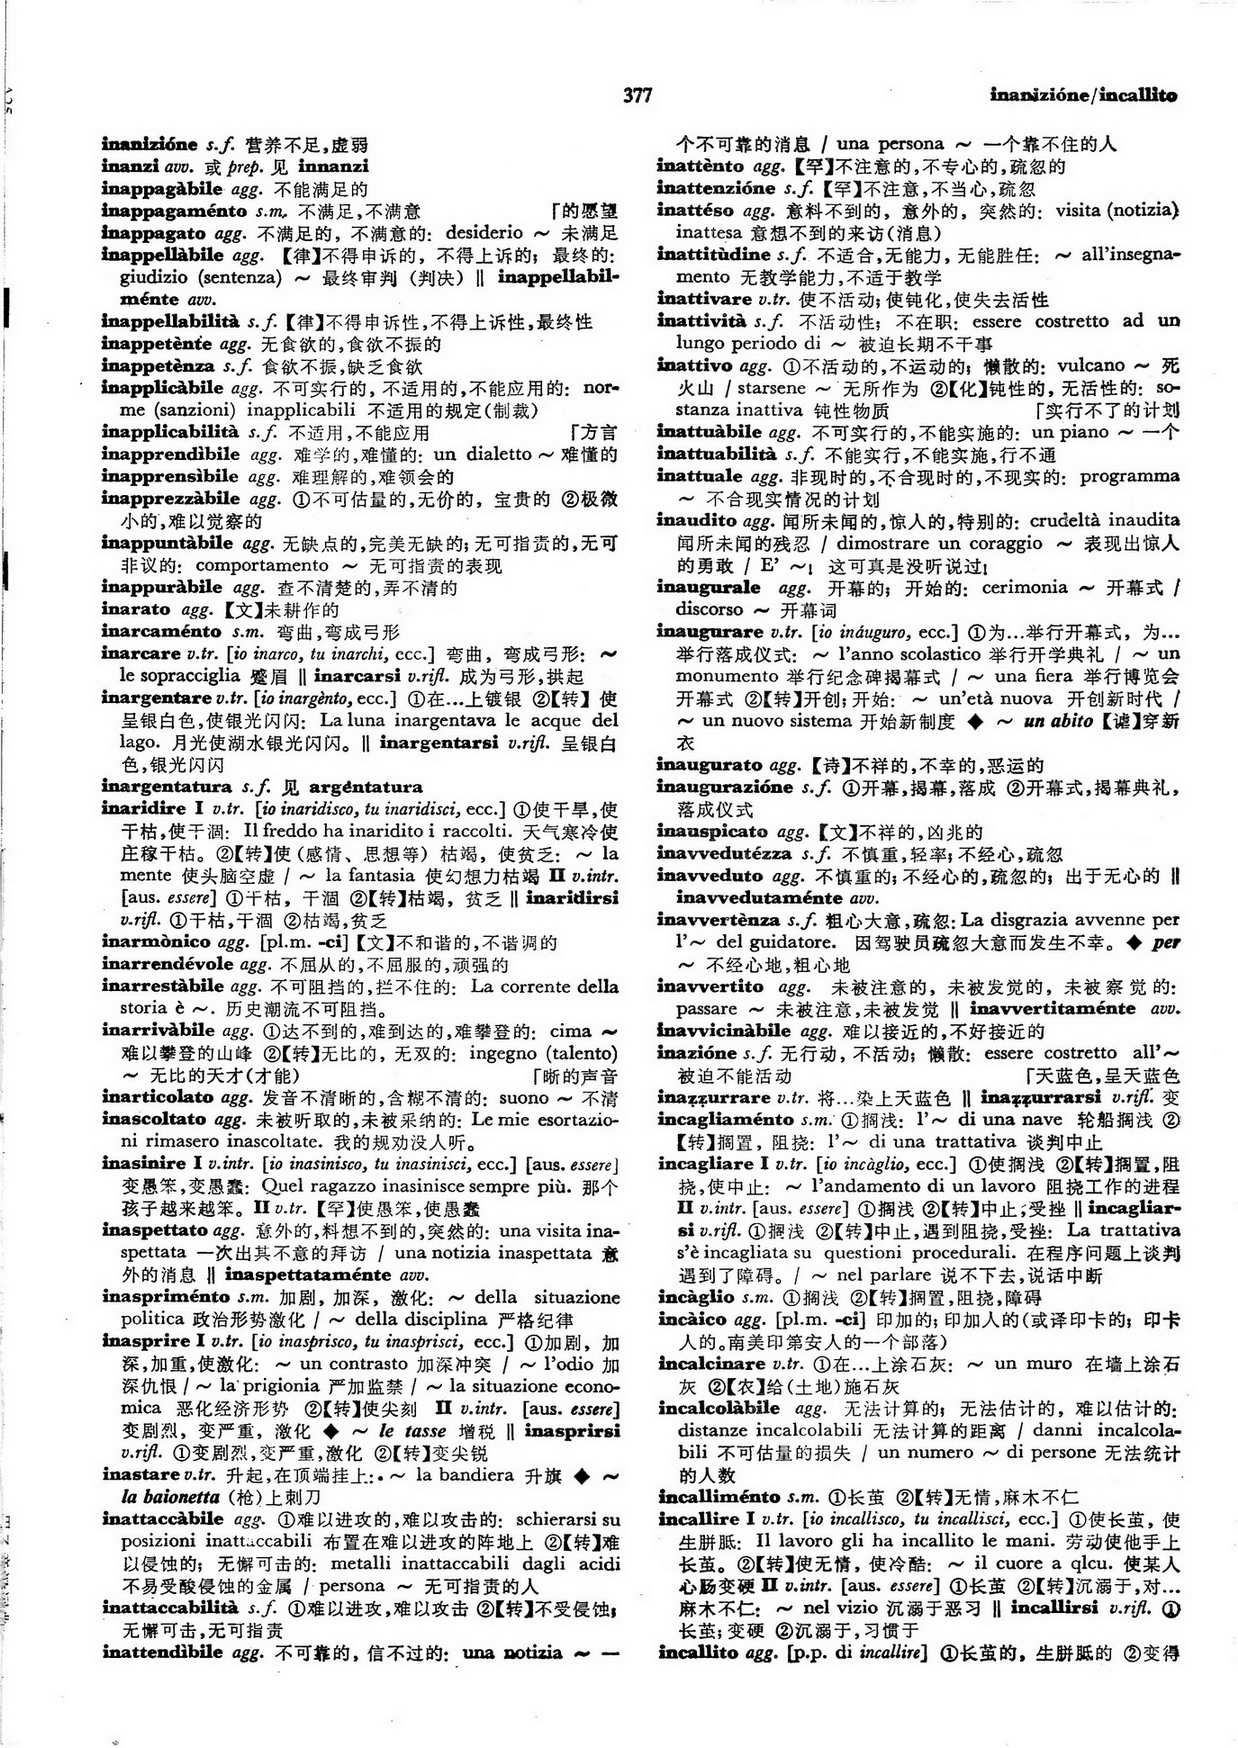 377
inanizióne/incallito
inanizióne s.f. 营养不足,虚弱
inanzi avv. 或 prep. 见 innanzi
inappagàbile agg. 不能满足的
inappagaménto s.m. 不满足,不满意 「的愿望
inappagato agg. 不满足的, 不满意的: desiderio ~ 未满足
inappellàbile agg. 【律】不得申诉的, 不得上诉的; 最终的:
giudizio (sentenza) ~ 最终审判 (判决) ‖ inappellabil-
ménte avv.
inappellabilità s.f.【律】不得申诉性,不得上诉性,最终性
inappetènte agg. 无食欲的,食欲不振的
inappetènza s.f. 食欲不振,缺乏食欲
inapplicàbile agg. 不可实行的, 不适用的,不能应用的: nor-
me (sanzioni) inapplicabili 不适用的规定(制裁)
inapplicabilità s.f. 不适用,不能应用 「方言
inapprendìbile agg. 难学的,难懂的: un dialetto ~ 难懂的
inapprensìbile agg. 难理解的,难领会的
inapprezzàbile agg. ①不可估量的,无价的, 宝贵的 ②极微
小的,难以觉察的
inappuntàbile agg. 无缺点的,完美无缺的;无可指责的,无可
非议的: comportamento ~ 无可指责的表现
inappuràbile agg. 查不清楚的,弄不清的
inarato agg. 【文】未耕作的
inarcaménto s.m. 弯曲,弯成弓形
inarcare v.tr. [io inarco, tu inarchi, ecc.] 弯曲, 弯成弓形: ~
le sopracciglia 蹙眉 ‖ inarcarsi v.rifl. 成为弓形,拱起
inargentare v.tr. [io inargènto, ecc.] ①在…上镀银 ②【转】使
呈银白色,使银光闪闪: La luna inargentava le acque del
lago. 月光使湖水银光闪闪。‖ inargentarsi v.rifl. 呈银白
色,银光闪闪
inargentatura s.f. 见 argentatura
inaridire I v.tr. [io inaridisco, tu inaridisci, ecc.] ①使干旱,使
干枯,使干涸: Il freddo ha inaridito i raccolti. 天气寒冷使
庄稼干枯。②【转】使(感情、思想等) 枯竭, 使贫乏: ~ la
mente 使头脑空虚 / ~ la fantasia 使幻想力枯竭 II v.intr.
[aus. essere] ①干枯, 干涸 ②【转】枯竭, 贫乏 ‖ inaridirsi
v.rifl. ①干枯,干涸 ②枯竭,贫乏
inarmònico agg. [pl.m. -ci]【文】不和谐的,不谐调的
inarrendévole agg. 不屈从的,不屈服的,顽强的
inarrestàbile agg. 不可阻挡的,拦不住的: La corrente della
storia è ~. 历史潮流不可阻挡。
inarrivàbile agg. ①达不到的,难到达的,难攀登的: cima ~
难以攀登的山峰 ②【转】无比的, 无双的: ingegno (talento)
~ 无比的天才(才能) 「晰的声音
inarticolato agg. 发音不清晰的,含糊不清的: suono ~ 不清
inascoltato agg. 未被听取的,未被采纳的: Le mie esortazio-
ni rimasero inascoltate. 我的规劝没人听。
inasinire I v.intr. [io inasinisco, tu inasinisci, ecc.] [aus. essere]
变愚笨,变愚蠢: Quel ragazzo inasinisce sempre più. 那个
孩子越来越笨。II v.tr. 【罕】使愚笨,使愚蠢
inaspettato agg. 意外的,料想不到的,突然的: una visita ina-
spettata 一次出其不意的拜访 / una notizia inaspettata 意
外的消息 ‖ inaspettataménte avv.
inaspriménto s.m. 加剧, 加深, 激化: ~ della situazione
politica 政治形势激化 / ~ della disciplina 严格纪律
inasprire I v.tr. [io inasprisco, tu inasprisci, ecc.] ①加剧, 加
深,加重,使激化: ~ un contrasto 加深冲突 / ~ l'odio 加
深仇恨 / ~ la prigionia 严加监禁 / ~ la situazione econo-
mica 恶化经济形势 ②【转】使尖刻 II v.intr. [aus. essere]
变剧烈, 变严重, 激化 ◆ ~ le tasse 增税 ‖ inasprirsi
v.rifl. ①变剧烈,变严重,激化 ②【转】变尖锐
inastare v.tr. 升起,在顶端挂上: ~ la bandiera 升旗 ◆ ~
la baionetta (枪)上刺刀
inattaccàbile agg. ①难以进攻的,难以攻击的: schierarsi su
posizioni inattaccabili 布置在难以进攻的阵地上 ②【转】难
以侵蚀的; 无懈可击的: metalli inattaccabili dagli acidi
不易受酸侵蚀的金属 / persona ~ 无可指责的人
inattaccabilità s.f. ①难以进攻,难以攻击 ②【转】不受侵蚀;
无懈可击,无可指责
inattendìbile agg. 不可靠的, 信不过的: una notizia ~ 一
个不可靠的消息 / una persona ~ 一个靠不住的人
inattènto agg. 【罕】不注意的,不专心的,疏忽的
inattenzióne s.f. 【罕】不注意,不当心,疏忽
inattéso agg. 意料不到的, 意外的, 突然的: visita (notizia)
inattesa 意想不到的来访(消息)
inattitùdine s.f. 不适合,无能力, 无能胜任: ~ all'insegna-
mento 无教学能力,不适于教学
inattivare v.tr. 使不活动;使钝化,使失去活性
inattività s.f. 不活动性; 不在职: essere costretto ad un
lungo periodo di ~ 被迫长期不干事
inattivo agg. ①不活动的,不运动的; 懒散的: vulcano ~ 死
火山 / starsene ~ 无所作为 ②【化】钝性的, 无活性的: so-
stanza inattiva 钝性物质 「实行不了的计划
inattuàbile agg. 不可实行的,不能实施的: un piano ~ 一个
inattuabilità s.f. 不能实行,不能实施,行不通
inattuale agg. 非现时的,不合现时的,不现实的: programma
~ 不合现实情况的计划
inaudito agg. 闻所未闻的,惊人的,特别的: crudeltà inaudita
闻所未闻的残忍 / dimostrare un coraggio ~ 表现出惊人
的勇敢 / E' ~! 这可真是没听说过!
inaugurale agg. 开幕的; 开始的: cerimonia ~ 开幕式 /
discorso ~ 开幕词
inaugurare v.tr. [io ináuguro, ecc.] ①为…举行开幕式, 为…
举行落成仪式: ~ l'anno scolastico 举行开学典礼 / ~ un
monumento 举行纪念碑揭幕式 / ~ una fiera 举行博览会
开幕式 ②【转】开创;开始: ~ un'età nuova 开创新时代 /
~ un nuovo sistema 开始新制度 ◆ ~ un abito【谑】穿新
衣
inaugurato agg. 【诗】不祥的,不幸的,恶运的
inaugurazióne s.f. ①开幕,揭幕,落成 ②开幕式,揭幕典礼,
落成仪式
inauspicato agg. 【文】不祥的,凶兆的
inavvedutézza s.f. 不慎重,轻率;不经心,疏忽
inavveduto agg. 不慎重的;不经心的,疏忽的; 出于无心的 ‖
inavvedutaménte avv.
inavvertènza s.f. 粗心大意,疏忽: La disgrazia avvenne per
l'~ del guidatore. 因驾驶员疏忽大意而发生不幸。◆ per
~ 不经心地,粗心地
inavvertito agg. 未被注意的, 未被发觉的, 未被察觉的:
passare ~ 未被注意,未被发觉 ‖ inavvertitaménte avv.
inavvicinàbile agg. 难以接近的,不好接近的
inazióne s.f. 无行动, 不活动; 懒散: essere costretto all'~
被迫不能活动 「天蓝色,呈天蓝色
inazzurrare v.tr. 将…染上天蓝色 ‖ inazzurrarsi v.rifl. 变
incagliaménto s.m. ①搁浅: l'~ di una nave 轮船搁浅 ②
【转】搁置, 阻挠: l'~ di una trattativa 谈判中止
incagliare I v.tr. [io incàglio, ecc.] ①使搁浅 ②【转】搁置,阻
挠,使中止: ~ l'andamento di un lavoro 阻挠工作的进程
II v.intr. [aus. essere] ①搁浅 ②【转】中止;受挫 ‖ incagliar-
si v.rifl. ①搁浅 ②【转】中止,遇到阻挠,受挫: La trattativa
s'è incagliata su questioni procedurali. 在程序问题上谈判
遇到了障碍。/ ~ nel parlare 说不下去,说话中断
incàglio s.m. ①搁浅 ②【转】搁置,阻挠,障碍
incàico agg. [pl.m. -ci] 印加的;印加人的(或译印卡的; 印卡
人的。南美印第安人的一个部落)
incalcinare v.tr. ①在…上涂石灰: ~ un muro 在墙上涂石
灰 ②【农】给(土地)施石灰
incalcolàbile agg. 无法计算的; 无法估计的, 难以估计的:
distanze incalcolabili 无法计算的距离 / danni incalcola-
bili 不可估量的损失 / un numero ~ di persone 无法统计
的人数
incalliménto s.m. ①长茧 ②【转】无情,麻木不仁
incallire I v.tr. [io incallisco, tu incallisci, ecc.] ①使长茧, 使
生胼胝: Il lavoro gli ha incallito le mani. 劳动使他手上
长茧。②【转】使无情, 使冷酷: ~ il cuore a qlcu. 使某人
心肠变硬 II v.intr. [aus. essere] ①长茧 ②【转】沉溺于,对…
麻木不仁: ~ nel vizio 沉溺于恶习 ‖ incallirsi v.rifl. ①
长茧;变硬 ②沉溺于,习惯于
incallito agg. [p.p. di incallire] ①长茧的, 生胼胝的 ②变得